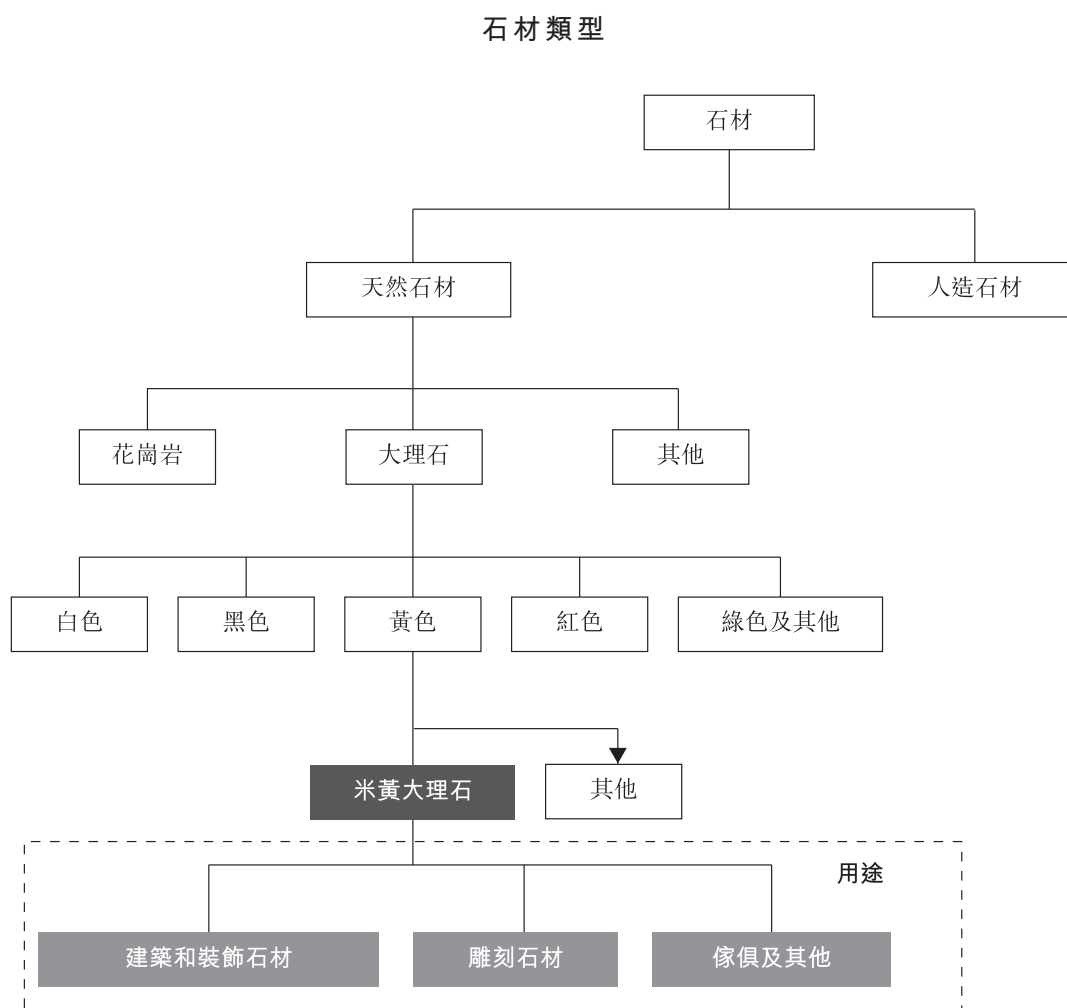 石材類型
石材
天然石材
人造石材
花崗岩
大理石
其他
白色
黑色
黃色
紅色
綠色及其他
米黃大理石
其他
用途
建築和裝飾石材
雕刻石材
傢俱及其他